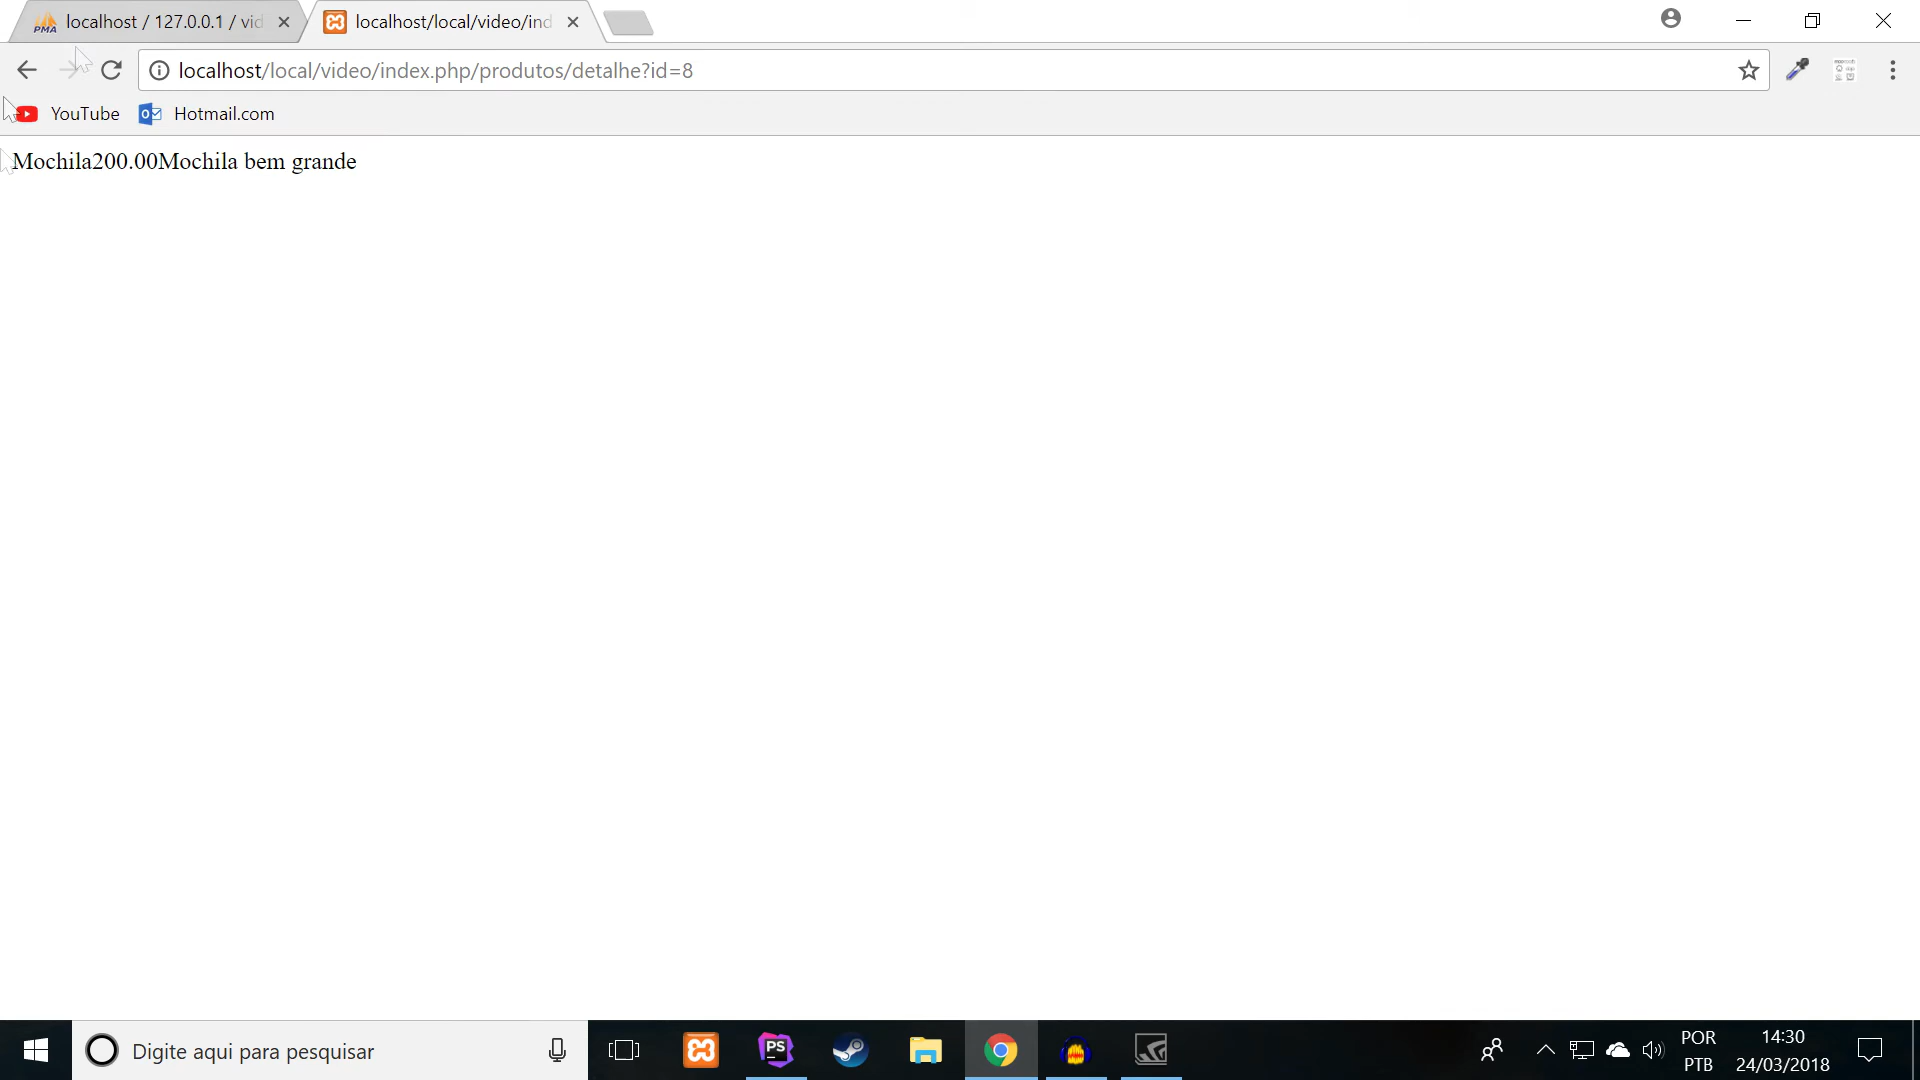 localhost / 127.0.0.1 / vid
localhost/local/video/ind
localhost/local/video/index.php/produtos/detalhe?id=8
YouTube
Hotmail.com
Mochila200.00Mochila bem grande
Digite aqui para pesquisar
POR
PTB
14:30
24/03/2018